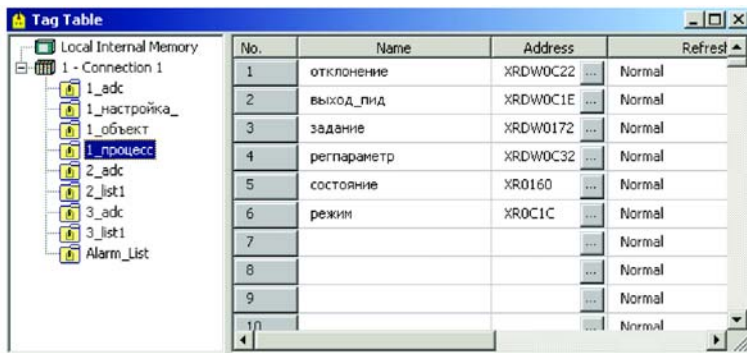 Tag Table
Local Internal Memory
1 - Connection 1
1_adc
1_настройка_
1_объект
1_процесс
2_adc
2_list1
3_adc
3_list1
Alarm_List
No. Name Address Refresh
1 отклонение XRDW0C22 ... Normal
2 выход_пид XRDW0C1E ... Normal
3 задание XRDW0172 ... Normal
4 регпараметр XRDW0C32 ... Normal
5 состояние XR0160 ... Normal
6 режим XR0C1C ... Normal
7 ... Normal
8 ... Normal
9 ... Normal
10 ... Normal